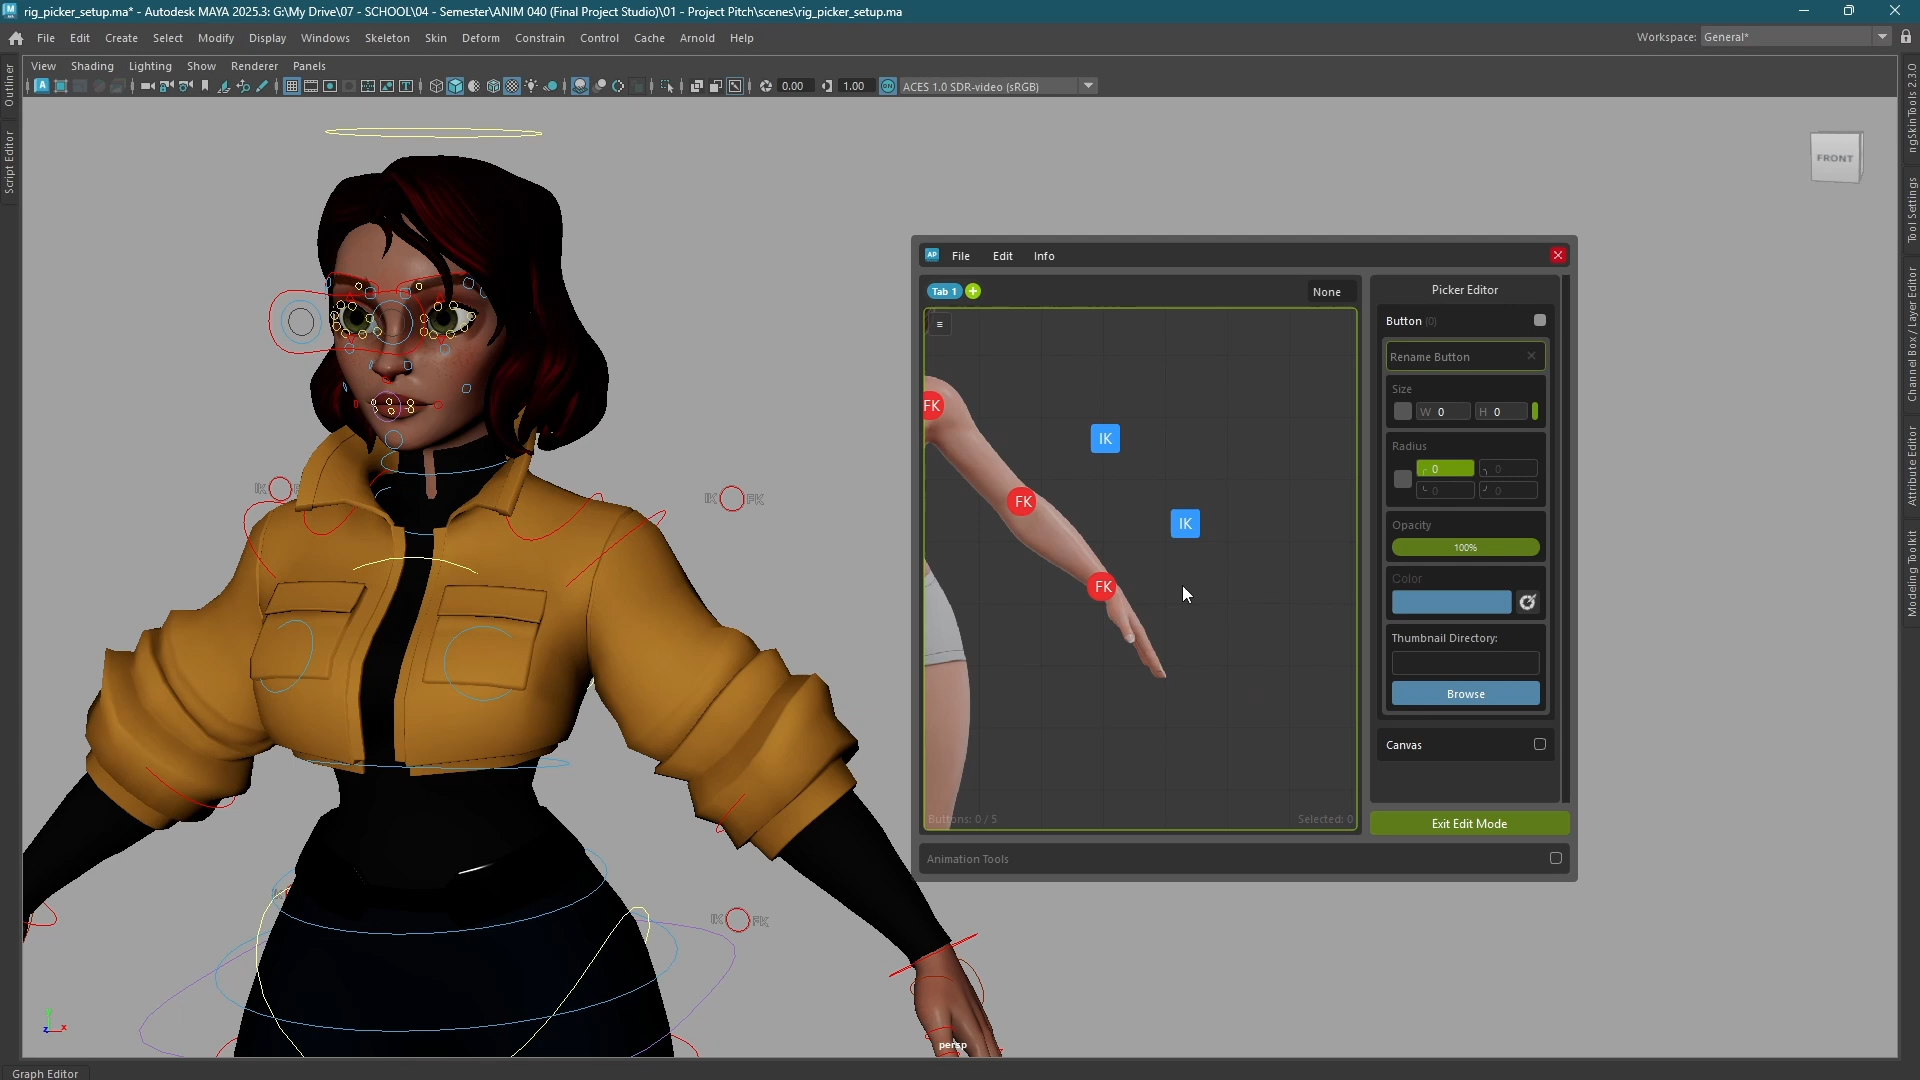 rig_picker_setup.ma* - Autodesk MAYA 2025.3: G:\My Drive\07 - SCHOOL\04 - Semester\ANIM 040 (Final Project Studio)\01 - Project Pitch\scenes\rig_picker_setup.ma
File Edit Create Select Modify Display Windows Skeleton Skin Deform Constrain Control Cache Arnold Help
Workspace: General*
View Shading Lighting Show Renderer Panels
0.00 1.00 ON ACES 1.0 SDR-video (sRGB)
Outliner
Script Editor
FRONT
ngSkinTools 2.3.0
Tool Settings
Channel Box / Layer Editor
Attribute Editor
Modeling Toolkit
IK
IK FK
IK FK
AP File Edit Info
Tab 1
None
FK
IK
FK
IK
FK
Buttons: 0 / 5
Selected: 0
Picker Editor
Button (0)
Rename Button
Size
W 0 H 0
Radius
0 0
0 0
Opacity
100%
Color
Thumbnail Directory:
Browse
Canvas
Exit Edit Mode
Animation Tools
y
z x
persp
Graph Editor